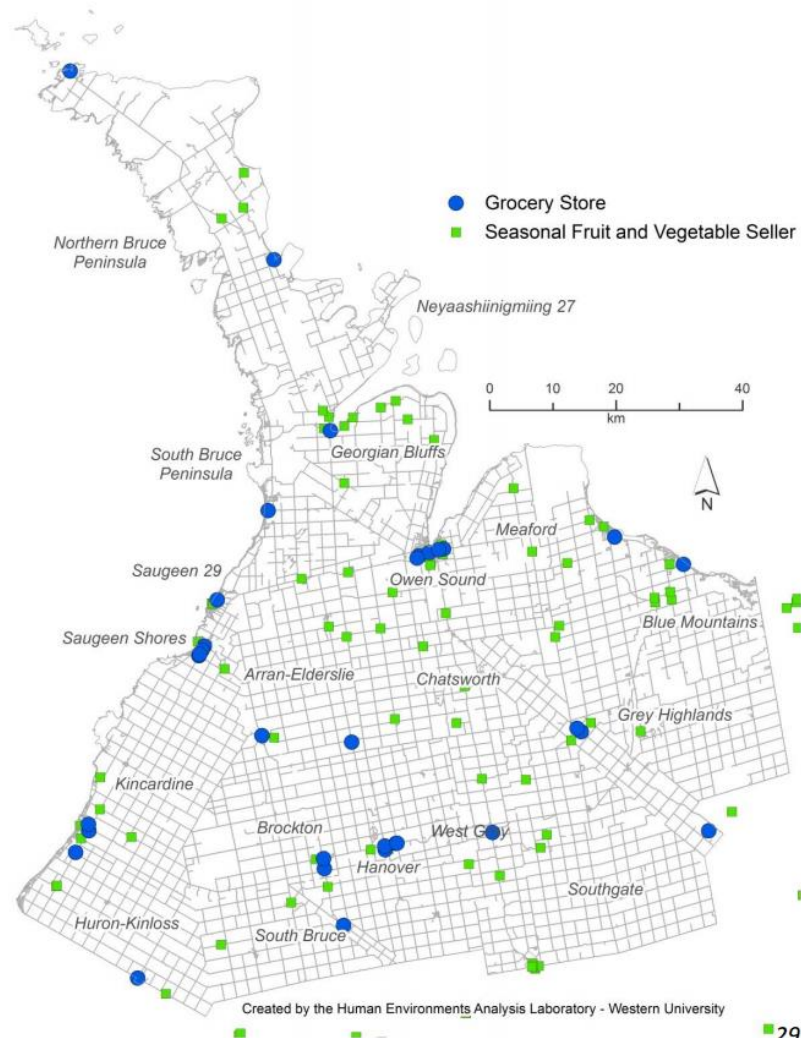 Grocery Store
Seasonal Fruit and Vegetable Seller
Northern Bruce
Peninsula
Neyaashiinigmiing 27
0 20 40
km
South Bruce
Peninsula
Georgian Bluffs
N
Meaford
Saugeen 29
Owen Sound
Saugeen Shores
Blue Mountains
Arran-Elderslie
Chatsworth
Grey Highlands
Kincardine
Brockton
West Grey
Hanover
Southgate
Huron-Kinloss
South Bruce
Created by the Human Environments Analysis Laboratory - Western University
29